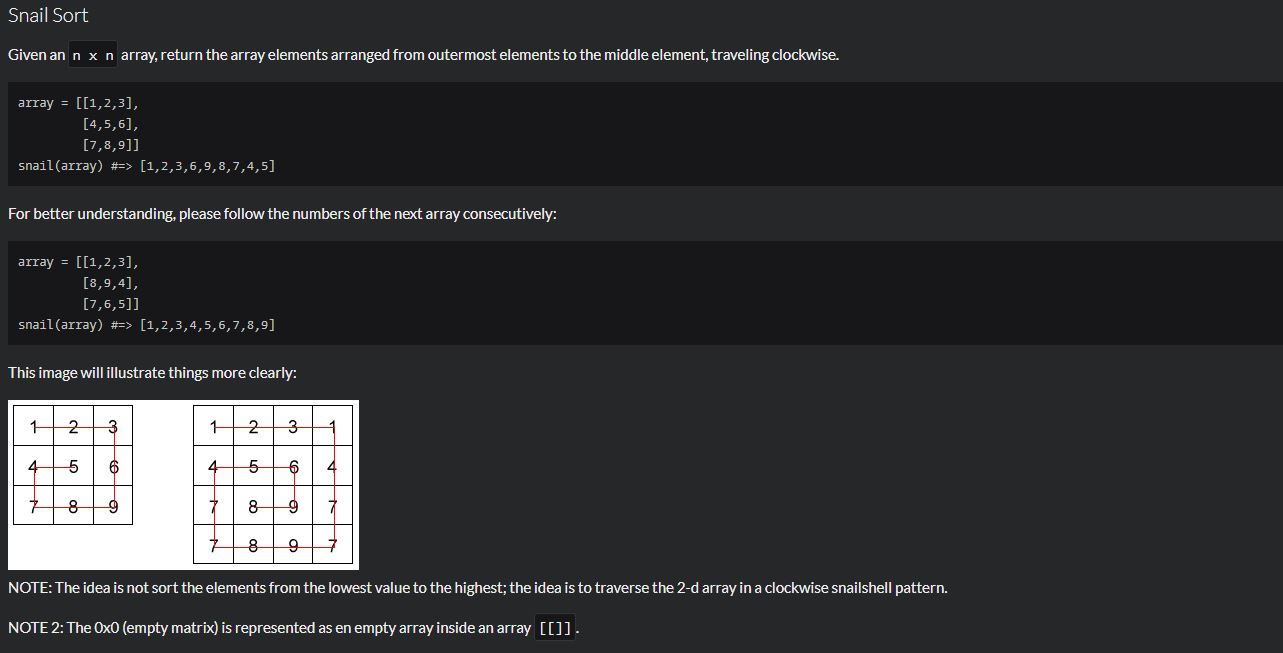 Snail Sort
Given an n x n array, return the array elements arranged from outermost elements to the middle element, traveling clockwise.
array = [[1,2,3],
         [4,5,6],
         [7,8,9]]
snail(array) #=> [1,2,3,6,9,8,7,4,5]
For better understanding, please follow the numbers of the next array consecutively:
array = [[1,2,3],
         [8,9,4],
         [7,6,5]]
snail(array) #=> [1,2,3,4,5,6,7,8,9]
This image will illustrate things more clearly:
1 2 3
4 5 6
7 8 9
1 2 3 1
4 5 6 4
7 8 9 7
7 8 9 7
NOTE: The idea is not sort the elements from the lowest value to the highest; the idea is to traverse the 2-d array in a clockwise snailshell pattern.
NOTE 2: The 0x0 (empty matrix) is represented as en empty array inside an array [[]].